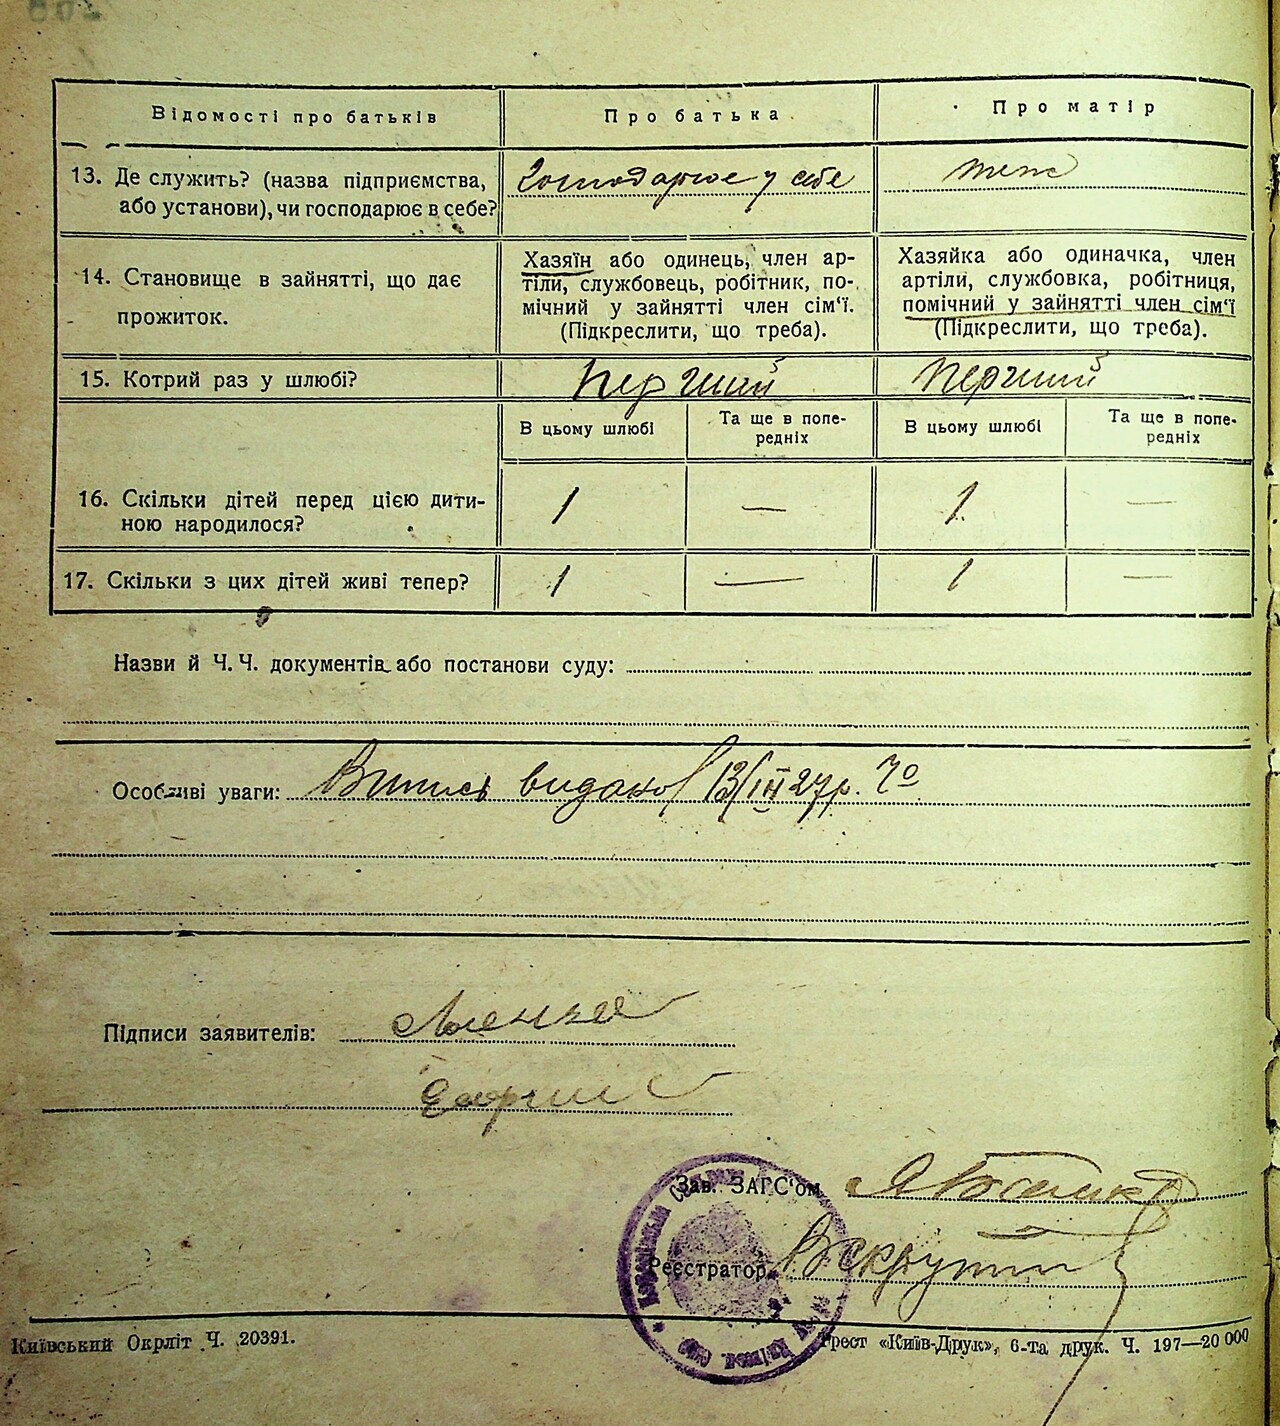 Відомості про батьків
Про батька
Про матір
13. Де служить? (назва підприємства,
або установи), чи господарює в себе?
Господарює у себе
теж
14. Становище в зайнятті, що дає
прожиток.
Хазяїн або одинець, член ар-
тіли, службовець, робітник, по-
мічний у зайнятті член сім'ї.
(Підкреслити, що треба).
Хазяйка або одиначка, член
артіли, службовка, робітниця,
помічний у зайнятті член сім'ї
(Підкреслити, що треба).
15. Котрий раз у шлюбі?
перший
перший
В цьому шлюбі
Та ще в попе-
редніх
В цьому шлюбі
Та ще в попе-
редніх
16. Скільки дітей перед цією дити-
ною народилося?
1
—
1
—
17. Скільки з цих дітей живі тепер?
1
—
1
—
Назви й Ч. Ч. документів або постанови суду:
Особливі уваги: Витись видано 13/III 27р.
Підписи заявителів:
Зав. ЗАГС'ом
Реєстратор
Київський Окрліт Ч. 20391.
Трест «Київ-Друк», 6-та друк. Ч. 197—20 000